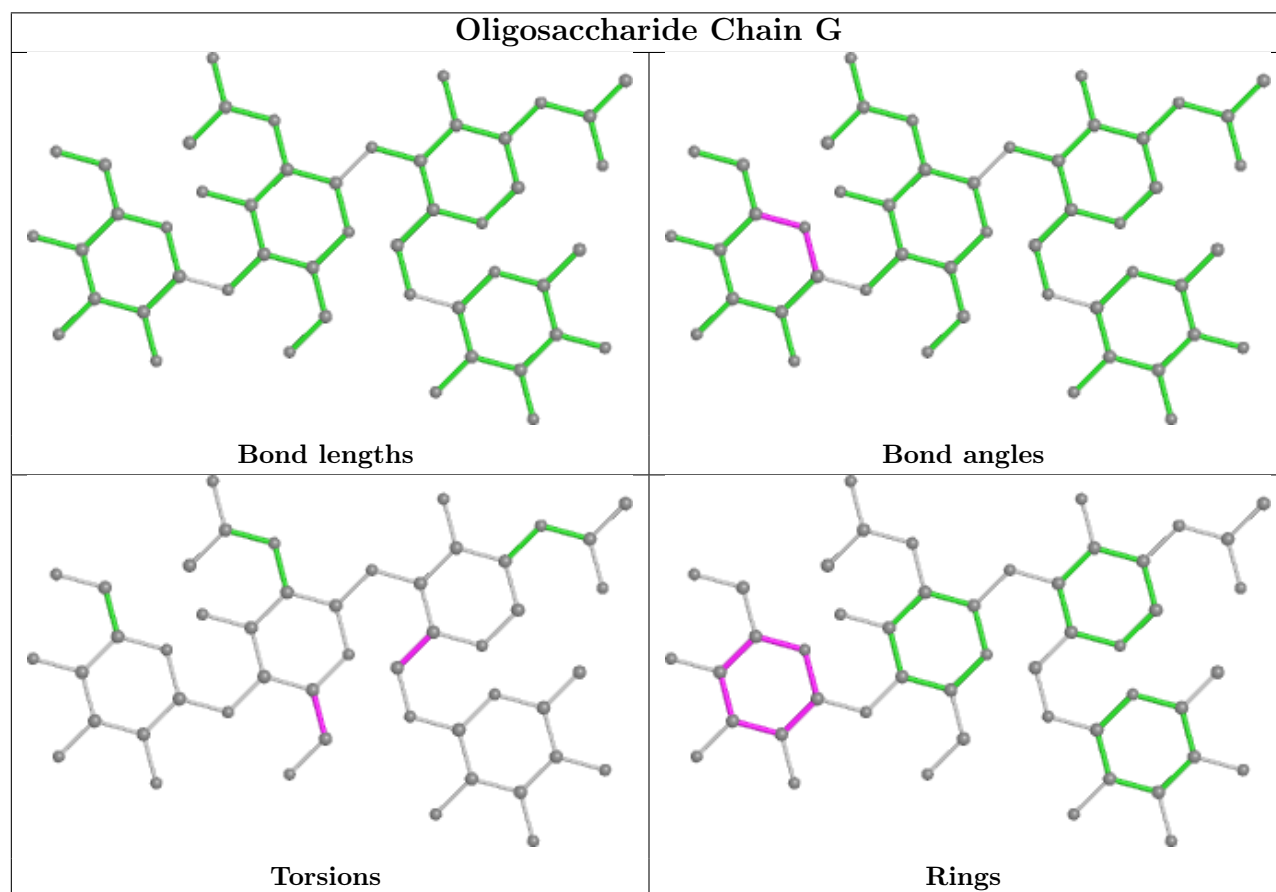 Oligosaccharide Chain G
Bond lengths
Bond angles
Torsions
Rings